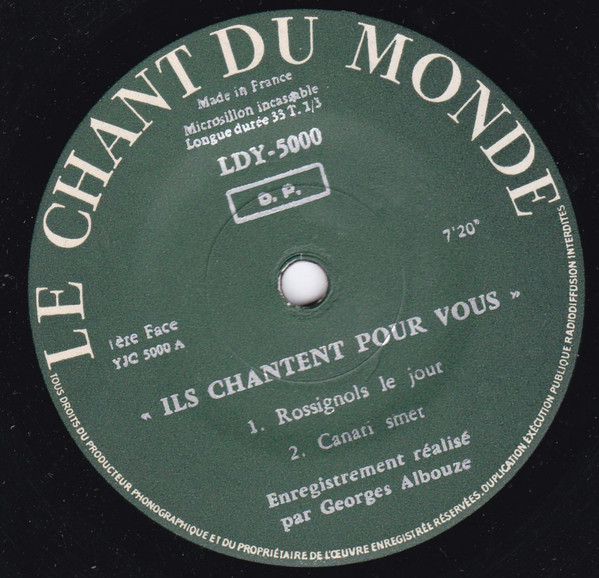 LE CHANT DU MONDE
Made in France
Microsillon incassable
Longue durée 33 T. 1/3
LDY-5000
D. P.
7'20"
1ère Face
YJC 5000 A
« ILS CHANTENT POUR VOUS »
1. Rossignols le jour
2. Canari smet
Enregistrement réalisé
par Georges Albouze
TOUS DROITS DU PRODUCTEUR PHONOGRAPHIQUE ET DU PROPRIÉTAIRE DE L'ŒUVRE ENREGISTRÉE RÉSERVÉS. DUPLICATION EXÉCUTION PUBLIQUE RADIODIFFUSION INTERDITES